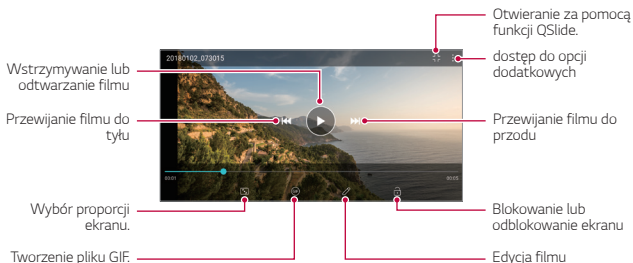 Otwieranie za pomocą
funkcji QSlide.
20180102_073015
dostęp do opcji
dodatkowych
Wstrzymywanie lub
odtwarzanie filmu
Przewijanie filmu do
tyłu
Przewijanie filmu do
przodu
00:01
00:05
GIF
Wybór proporcji
ekranu.
Blokowanie lub
odblokowanie ekranu
Tworzenie pliku GIF.
Edycja filmu